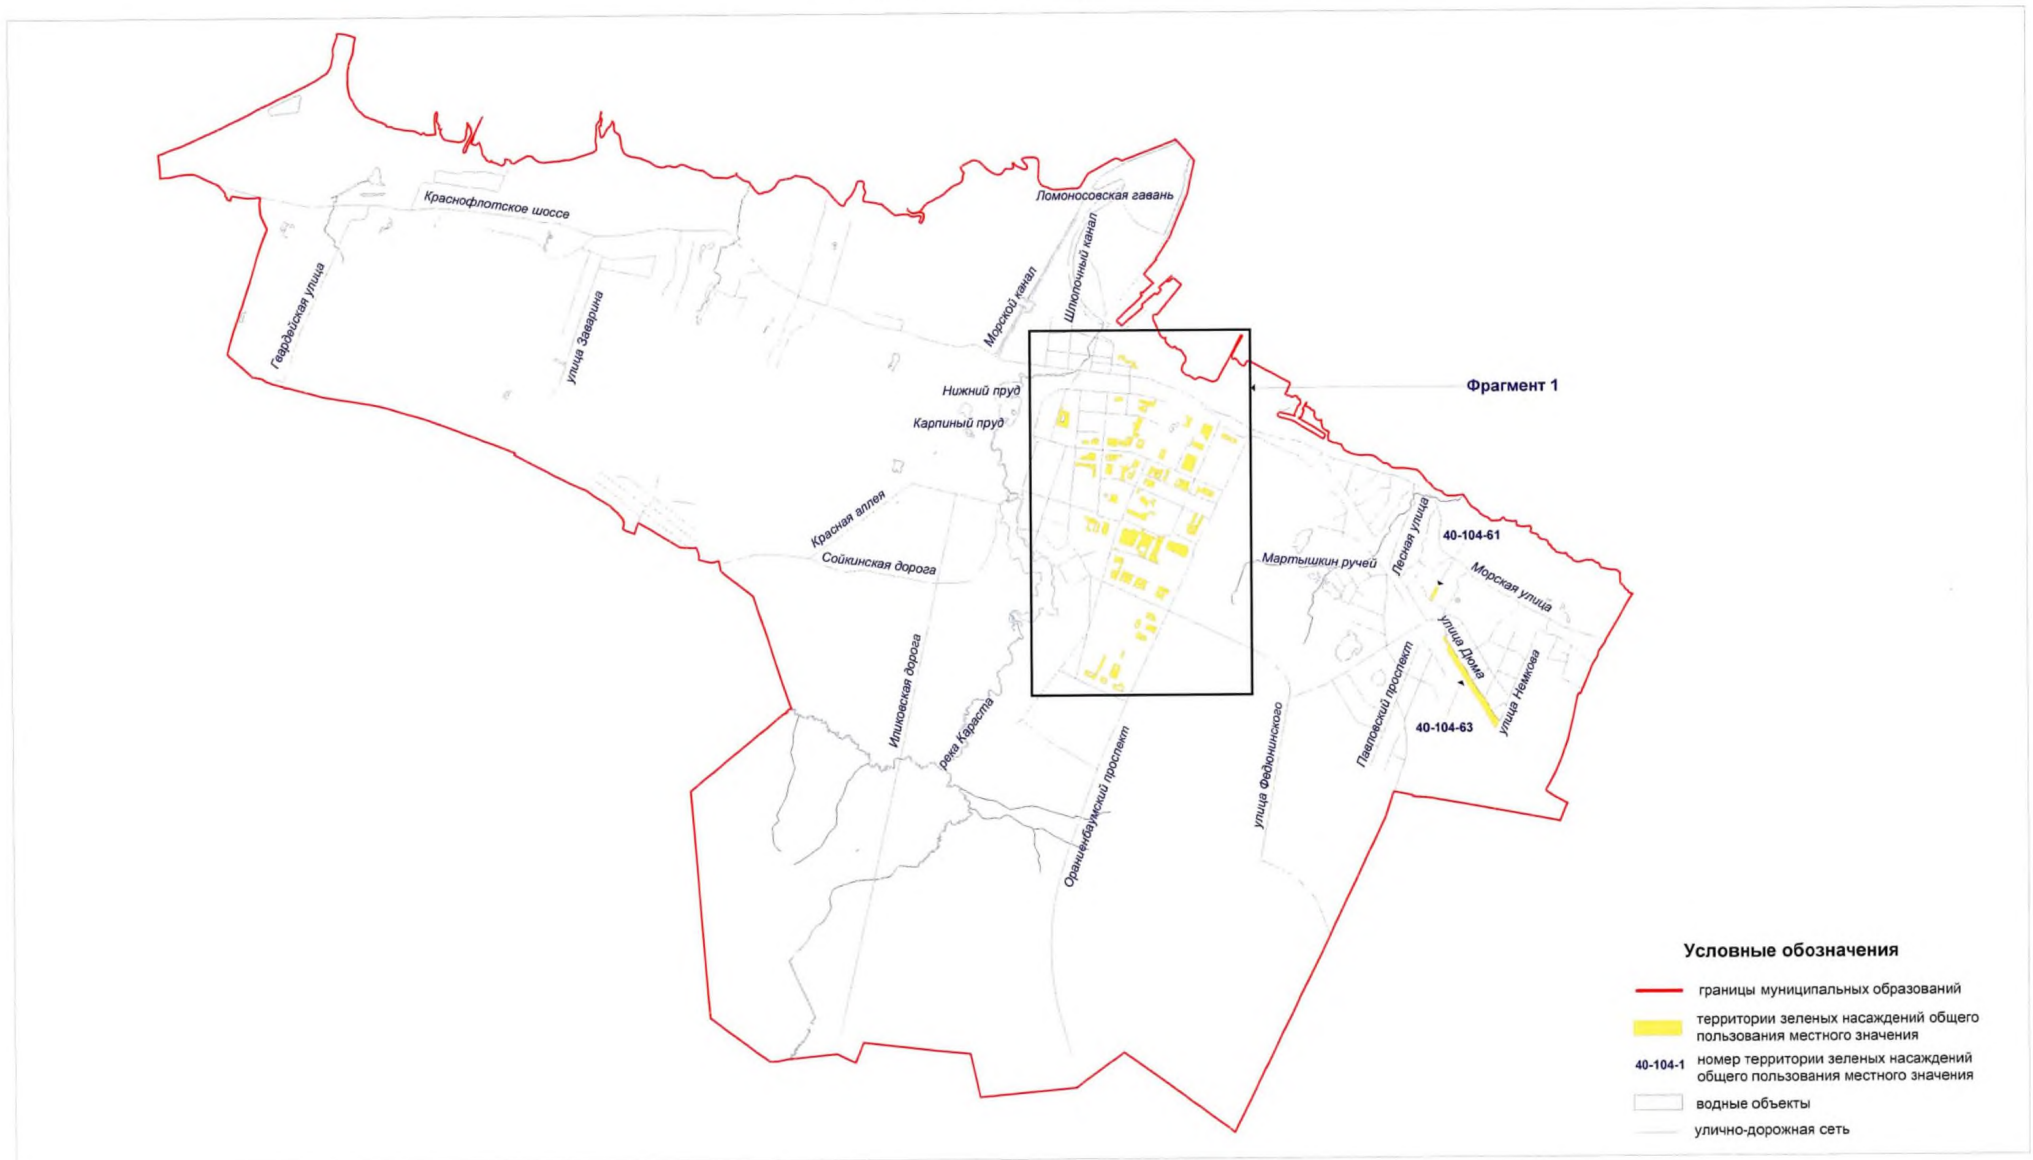 Краснофлотское шоссе
Ломоносовская гавань
Шлюпочный канал
Морской канал
Гвардейская улица
улица Заварина
Нижний пруд
Карпиный пруд
Фрагмент 1
Красная аллея
Сойкинская дорога
Лесная улица
40-104-61
Мартышкин ручей
Морская улица
улица Дюма
Иликовская дорога
река Караста
Павловский проспект
улица Немкова
40-104-63
улица Федюнинского
Ораниенбаумский проспект
Условные обозначения
границы муниципальных образований
территории зеленых насаждений общего
пользования местного значения
40-104-1 номер территории зеленых насаждений
общего пользования местного значения
водные объекты
улично-дорожная сеть